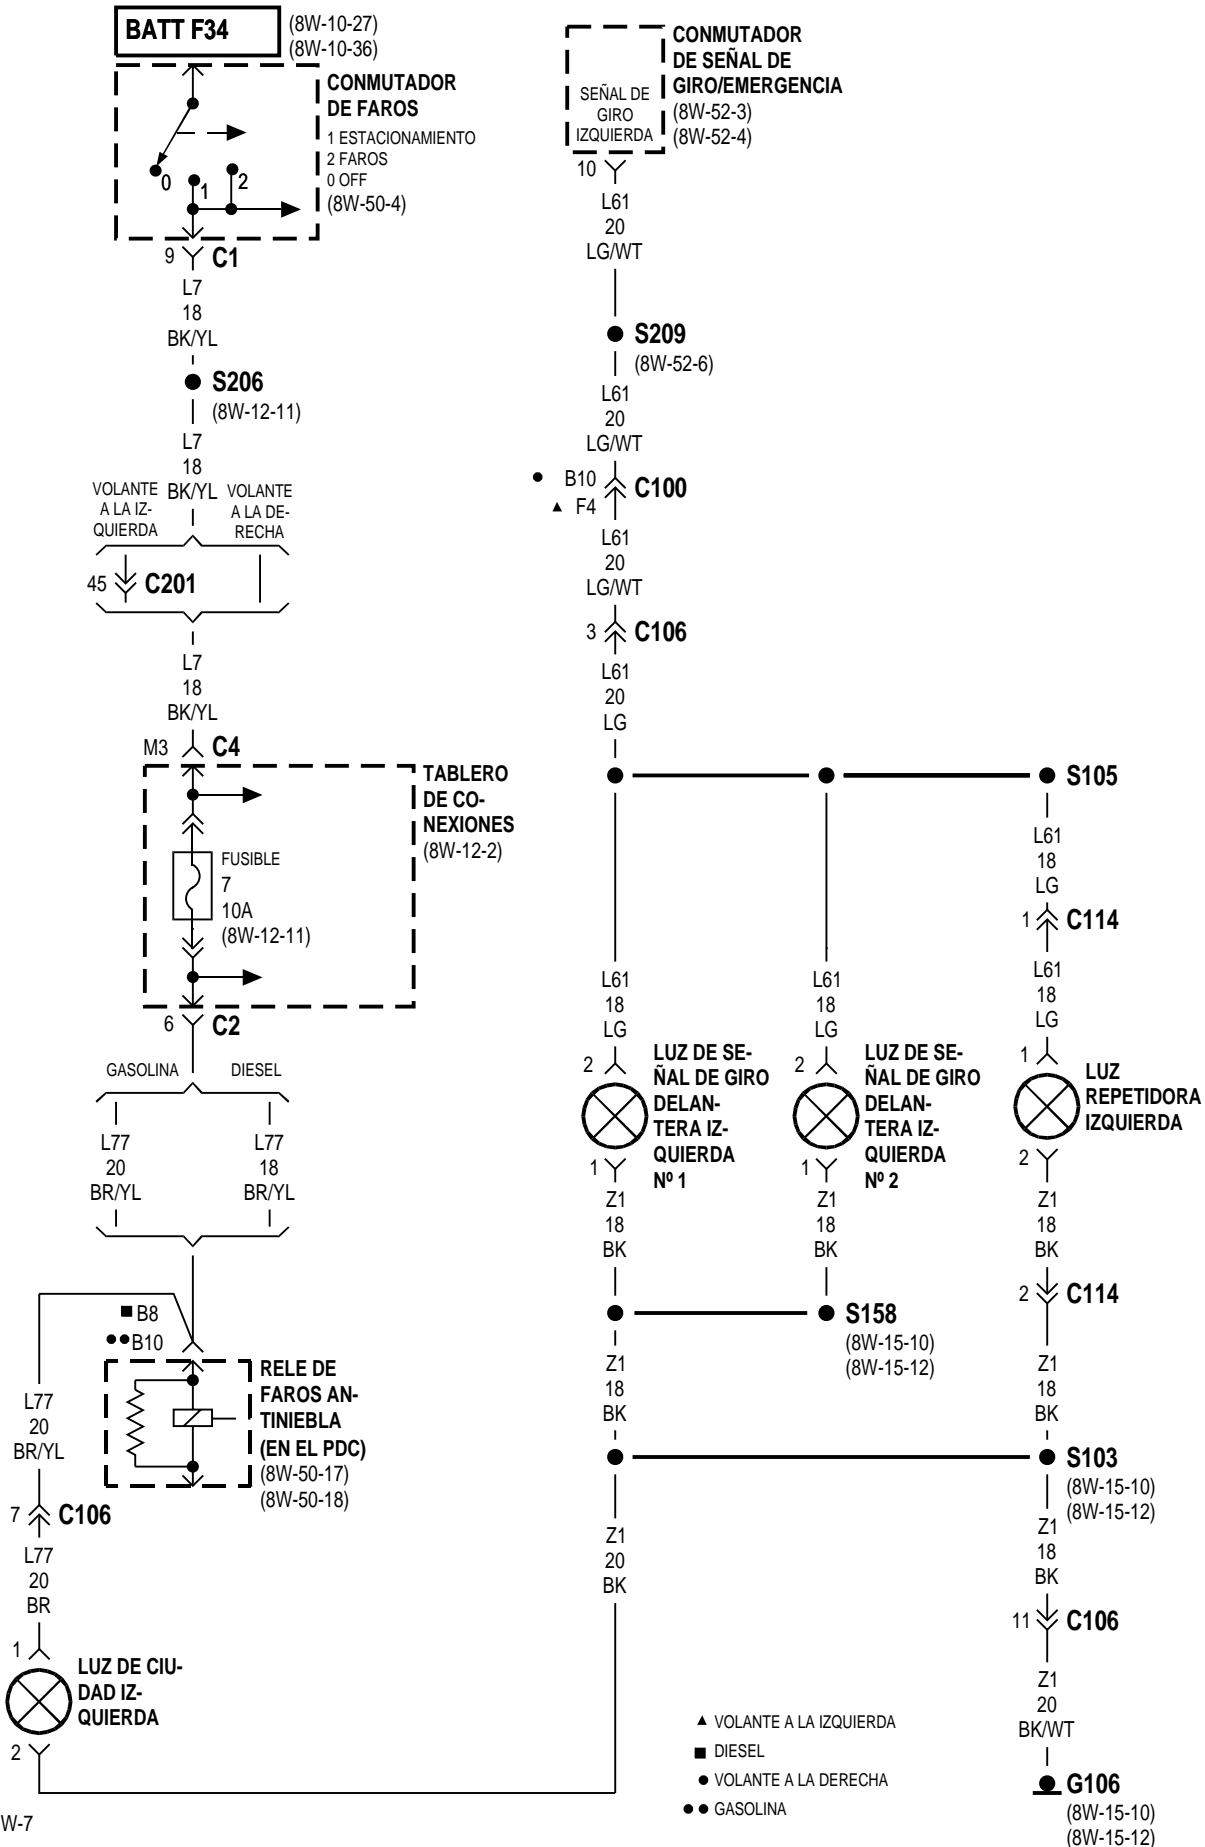 BATT F34
(8W-10-27)
(8W-10-36)
CONMUTADOR
DE FAROS
1 ESTACIONAMIENTO
2 FAROS
0 OFF
(8W-50-4)
0
1
2
9
C1
L7
18
BK/YL
S206
(8W-12-11)
L7
18
BK/YL
VOLANTE
A LA IZ-
QUIERDA
VOLANTE
A LA DE-
RECHA
45
C201
L7
18
BK/YL
M3
C4
TABLERO
DE CO-
NEXIONES
(8W-12-2)
FUSIBLE
7
10A
(8W-12-11)
6
C2
GASOLINA
DIESEL
L77
20
BR/YL
L77
18
BR/YL
B8
B10
RELE DE
FAROS AN-
TINIEBLA
(EN EL PDC)
(8W-50-17)
(8W-50-18)
L77
20
BR/YL
7
C106
L77
20
BR
1
LUZ DE CIU-
DAD IZ-
QUIERDA
2
W-7
SEÑAL DE
GIRO
IZQUIERDA
CONMUTADOR
DE SEÑAL DE
GIRO/EMERGENCIA
(8W-52-3)
(8W-52-4)
10
L61
20
LG/WT
S209
(8W-52-6)
L61
20
LG/WT
B10
F4
C100
L61
20
LG/WT
3
C106
L61
20
LG
S105
L61
18
LG
1
C114
L61
18
LG
L61
18
LG
L61
18
LG
2
LUZ DE SE-
ÑAL DE GIRO
DELAN-
TERA IZ-
QUIERDA
Nº 1
1
2
LUZ DE SE-
ÑAL DE GIRO
DELAN-
TERA IZ-
QUIERDA
Nº 2
1
1
LUZ
REPETIDORA
IZQUIERDA
2
Z1
18
BK
Z1
18
BK
Z1
18
BK
2
C114
S158
(8W-15-10)
(8W-15-12)
Z1
18
BK
Z1
18
BK
S103
(8W-15-10)
(8W-15-12)
Z1
20
BK
Z1
18
BK
11
C106
Z1
20
BK/WT
G106
(8W-15-10)
(8W-15-12)
VOLANTE A LA IZQUIERDA
DIESEL
VOLANTE A LA DERECHA
GASOLINA